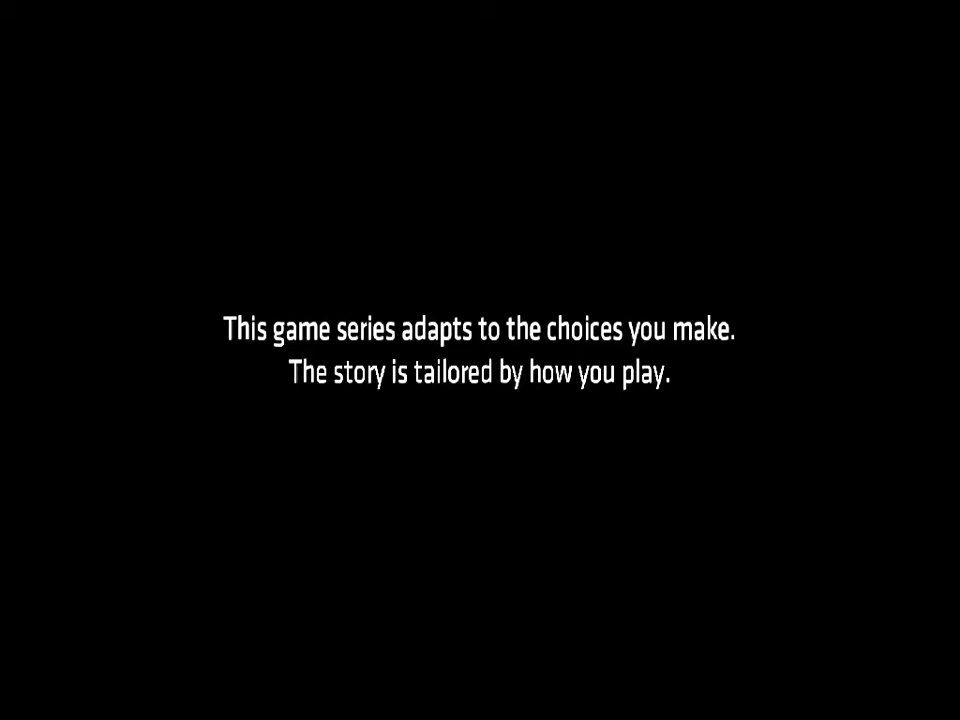 This game series adapts to the choices you make.
The story is tailored by how you play.